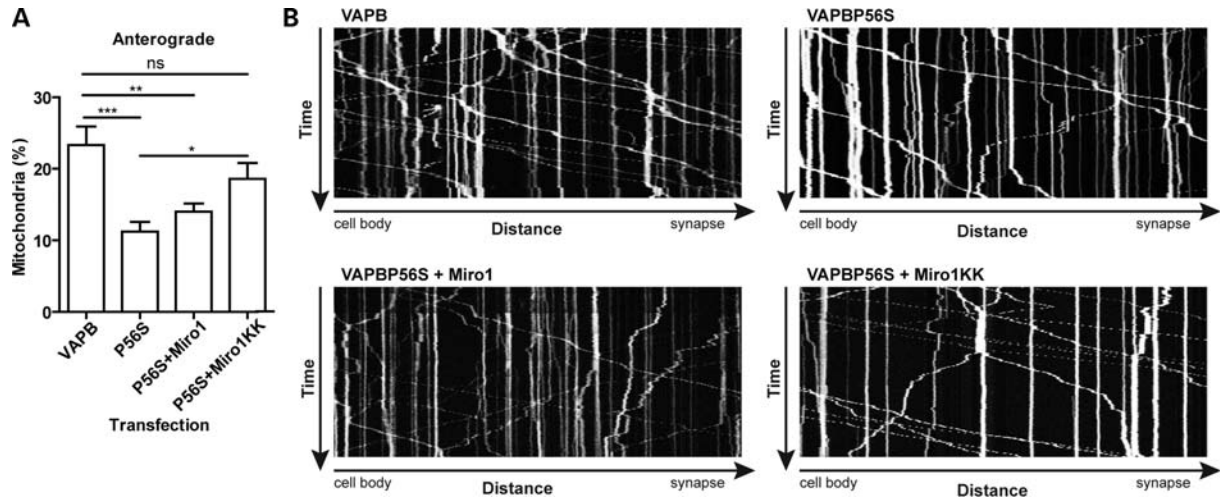 A
Anterograde
ns
**
***
*
Mitochondria (%)
30
20
10
0
VAPB
P56S
P56S+Miro1
P56S+Miro1KK
Transfection
B
VAPB
Time
cell body
Distance
synapse
VAPBP56S
Time
cell body
Distance
synapse
VAPBP56S + Miro1
Time
cell body
Distance
synapse
VAPBP56S + Miro1KK
Time
cell body
Distance
synapse